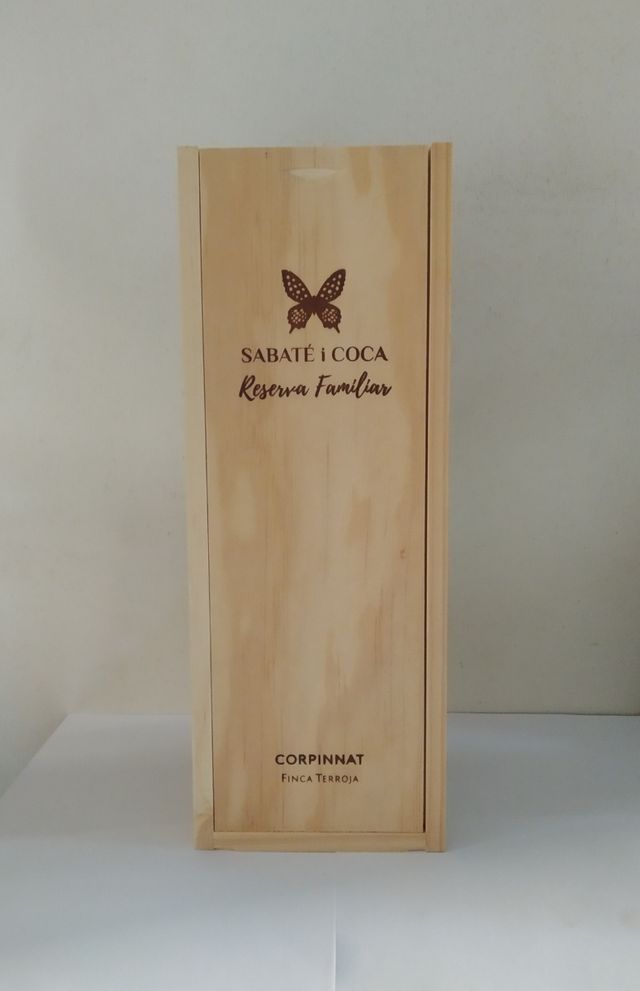 SABATÉ i COCA
Reserva Familiar
CORPINNAT
FINCA TERROJA